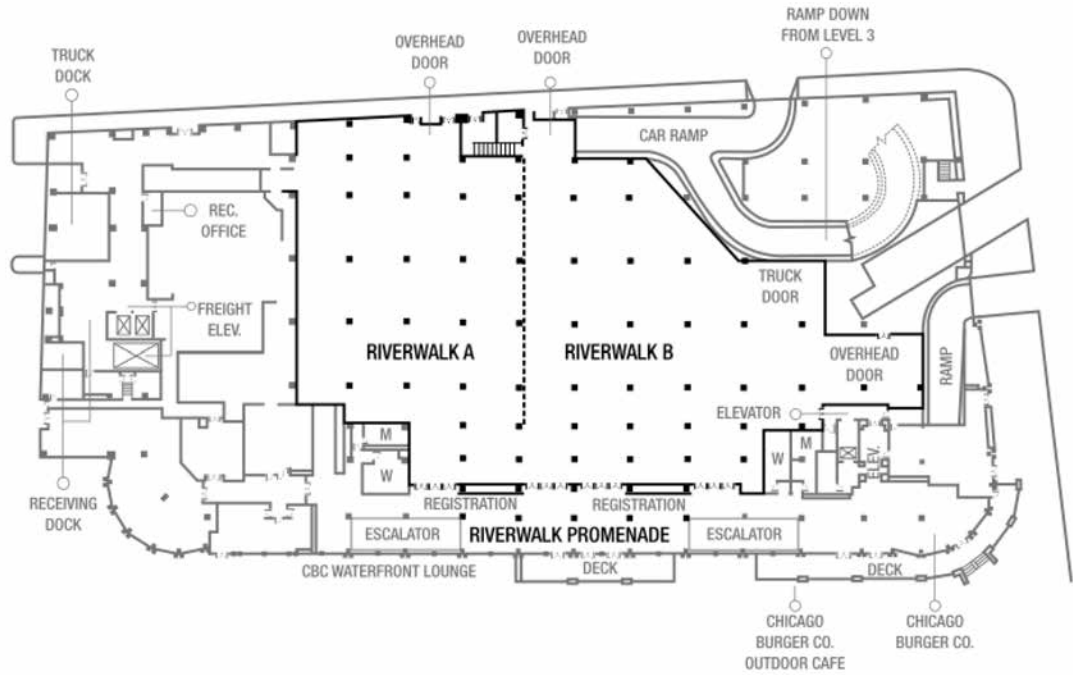 RAMP DOWN
FROM LEVEL 3
OVERHEAD
DOOR
OVERHEAD
DOOR
TRUCK
DOCK
CAR RAMP
REC.
OFFICE
TRUCK
DOOR
FREIGHT
ELEV.
RIVERWALK A
RIVERWALK B
OVERHEAD
DOOR
RAMP
ELEVATOR
M
W
M
W
ELEV.
RECEIVING
DOCK
REGISTRATION
REGISTRATION
ESCALATOR
RIVERWALK PROMENADE
ESCALATOR
CBC WATERFRONT LOUNGE
DECK
DECK
CHICAGO
BURGER CO.
OUTDOOR CAFE
CHICAGO
BURGER CO.